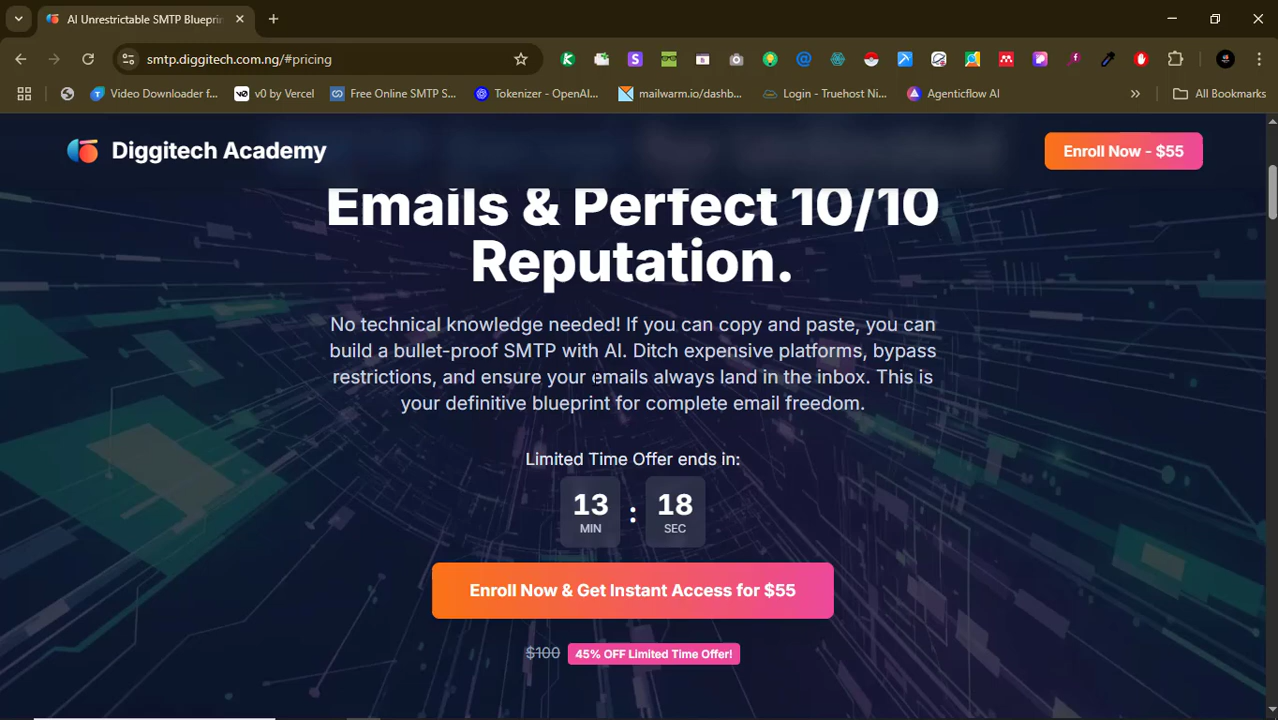 AI Unrestrictable SMTP Blueprin
smtp.diggitech.com.ng/#pricing
Video Downloader f...
v0 by Vercel
Free Online SMTP S...
Tokenizer - OpenAI...
mailwarm.io/dashb...
Login - Truehost Ni...
Agenticflow AI
All Bookmarks
Diggitech Academy
Enroll Now - $55
Emails & Perfect 10/10
Reputation.
No technical knowledge needed! If you can copy and paste, you can
build a bullet-proof SMTP with AI. Ditch expensive platforms, bypass
restrictions, and ensure your emails always land in the inbox. This is
your definitive blueprint for complete email freedom.
Limited Time Offer ends in:
13 : 18
MIN SEC
Enroll Now & Get Instant Access for $55
$100 45% OFF Limited Time Offer!